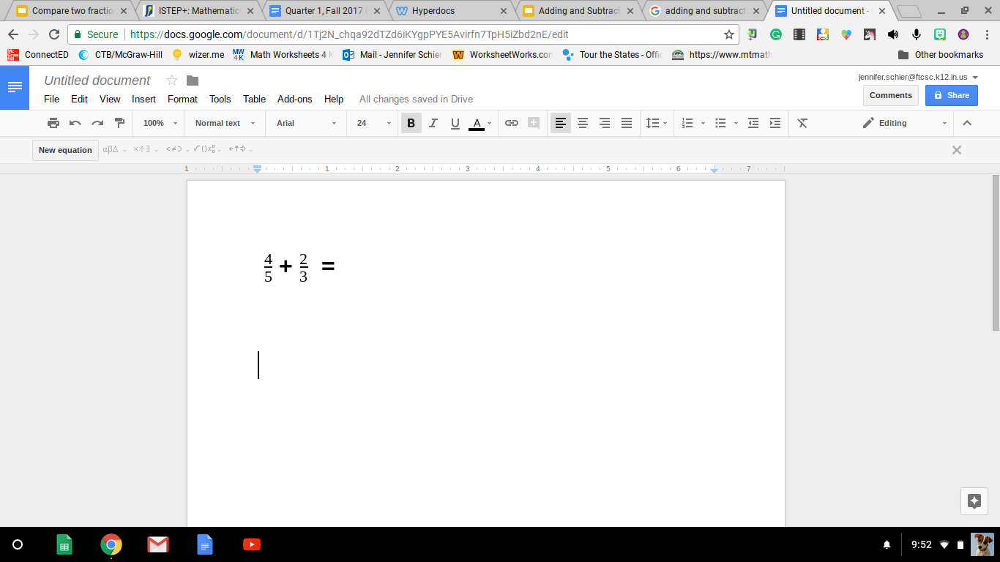 Compare two fractio ISTEP+: Mathematic Quarter 1, Fall 2017 Hyperdocs Adding and Subtract adding and subtract Untitled document -
Secure https://docs.google.com/document/d/1Tj2N_chqa92dTZd6iKYgpPYE5Avirfn7TpH5iZbd2nE/edit
ConnectED CTB/McGraw-Hill wizer.me Math Worksheets 4 K Mail - Jennifer Schier WorksheetWorks.com Tour the States - Offic https://www.mtmath Other bookmarks
Untitled document jennifer.schier@ftcsc.k12.in.us
File Edit View Insert Format Tools Table Add-ons Help All changes saved in Drive Comments Share
100% Normal text Arial 24 B I U A Editing
New equation αβΔ ×÷∃ <≠⊃ √()x ←↑⇒
1 1 2 3 4 5 6 7
4/5 + 2/3 =
9:52